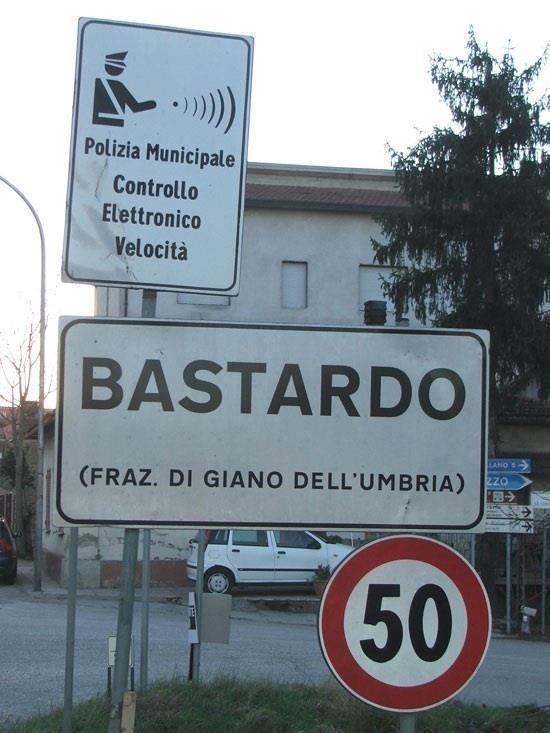 Polizia Municipale
Controllo
Elettronico
Velocità
BASTARDO
(FRAZ. DI GIANO DELL'UMBRIA)
50